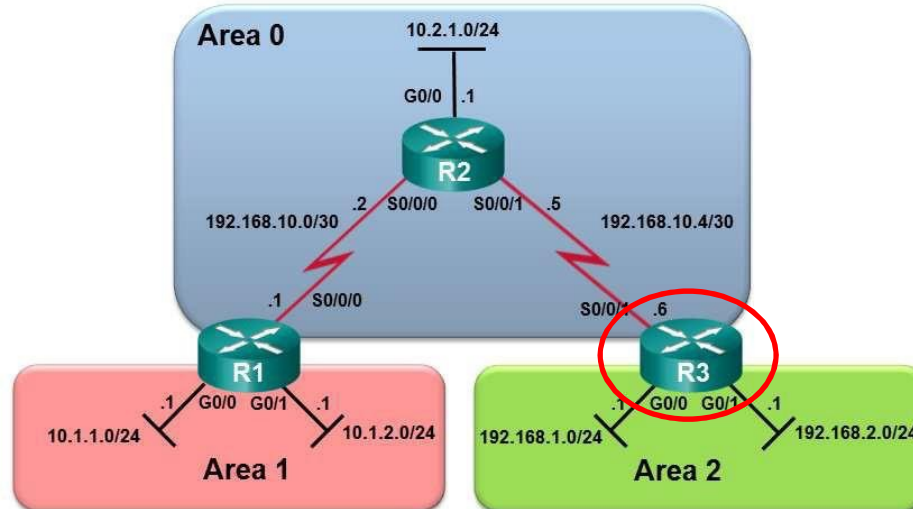 Area 0
10.2.1.0/24
G0/0 .1
R2
.2 S0/0/0 S0/0/1 .5
192.168.10.0/30
192.168.10.4/30
.1 S0/0/0
S0/0/1 .6
R1
R3
.1 G0/0 G0/1 .1
10.1.1.0/24
10.1.2.0/24
Area 1
.1 G0/0 G0/1 .1
192.168.1.0/24
192.168.2.0/24
Area 2